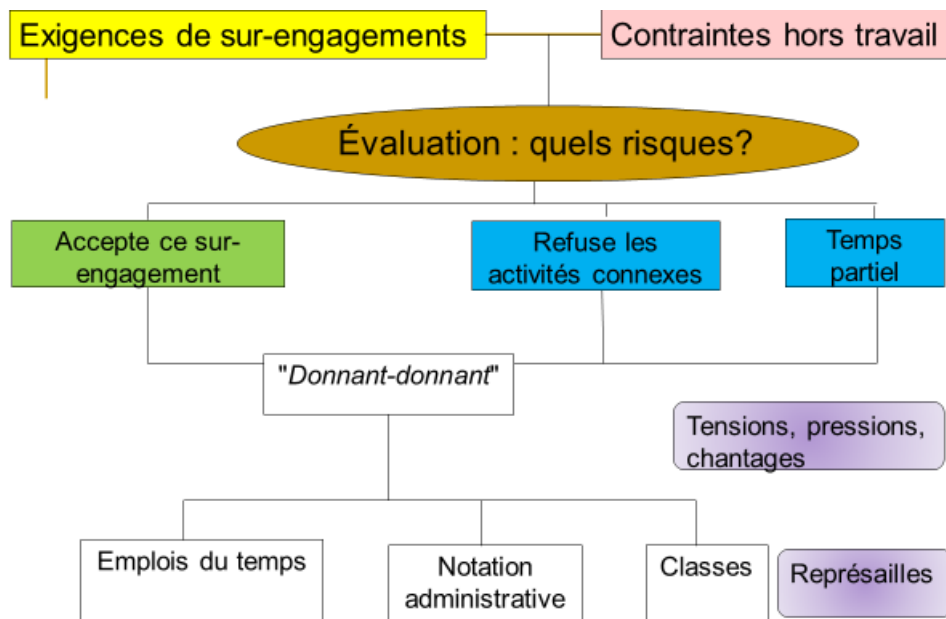 Exigences de sur-engagements
Contraintes hors travail
Évaluation : quels risques?
Accepte ce sur-
engagement
Refuse les
activités connexes
Temps
partiel
"Donnant-donnant"
Tensions, pressions,
chantages
Emplois du temps
Notation
administrative
Classes
Représailles